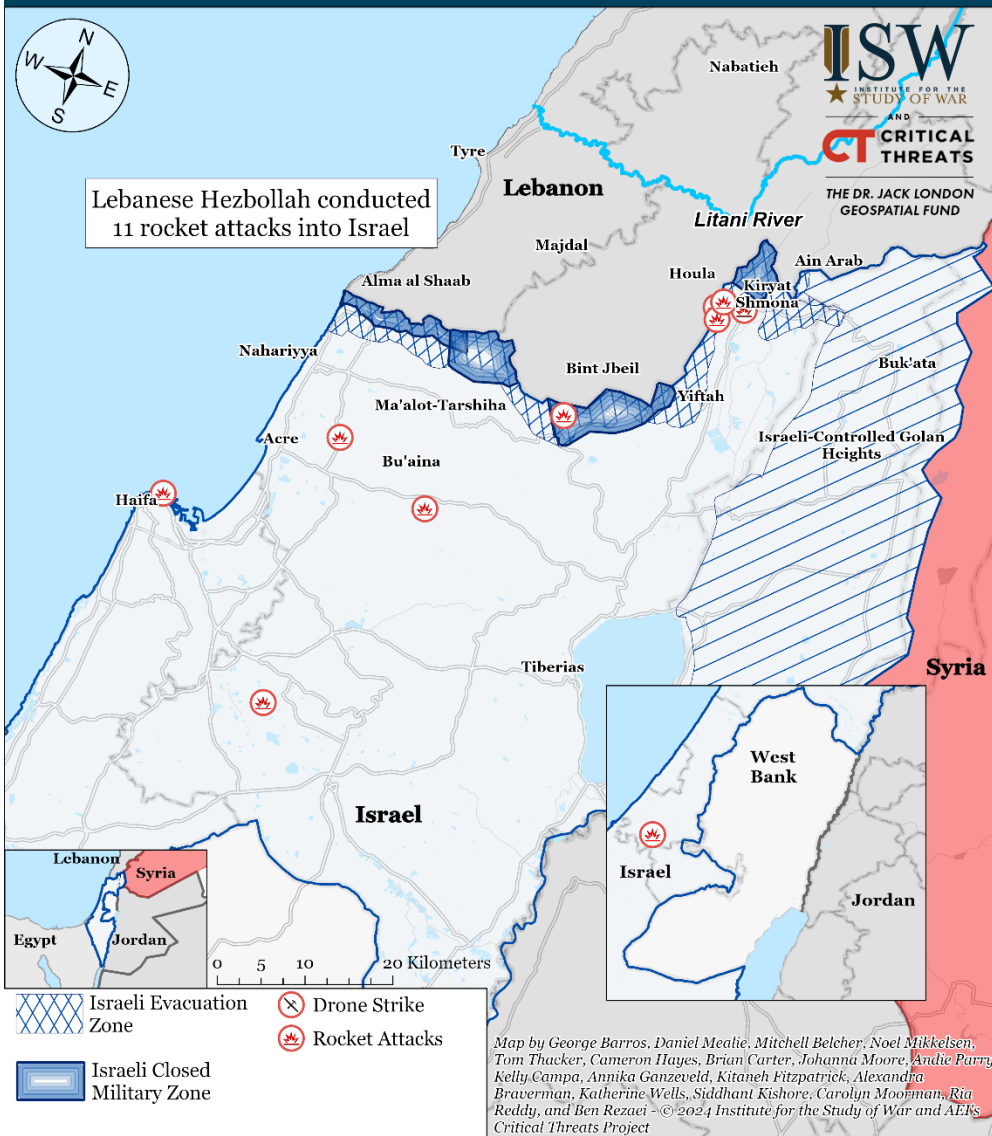 N
W
E
S
ISW
INSTITUTE FOR THE
STUDY OF WAR
AND
CT CRITICAL
THREATS
THE DR. JACK LONDON
GEOSPATIAL FUND
Nabatieh
Tyre
Lebanon
Lebanese Hezbollah conducted
11 rocket attacks into Israel
Litani River
Majdal
Ain Arab
Houla
Alma al Shaab
Kiryat
Shmona
Nahariyya
Bint Jbeil
Buk'ata
Yiftah
Ma'alot-Tarshiha
Acre
Israeli-Controlled Golan
Heights
Bu'aina
Haifa
Tiberias
Syria
West
Bank
Israel
Israel
Jordan
Lebanon
Syria
Egypt
Jordan
0 5 10 20 Kilometers
Israeli Evacuation
Zone
Drone Strike
Rocket Attacks
Israeli Closed
Military Zone
Map by George Barros, Daniel Mealie, Mitchell Belcher, Noel Mikkelsen,
Tom Thacker, Cameron Hayes, Brian Carter, Johanna Moore, Andie Parry,
Kelly Campa, Annika Ganzeveld, Kitaneh Fitzpatrick, Alexandra
Braverman, Katherine Wells, Siddhant Kishore, Carolyn Moorman, Ria
Reddy, and Ben Rezaei - © 2024 Institute for the Study of War and AEI's
Critical Threats Project